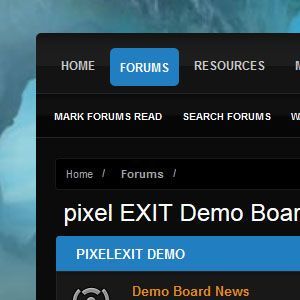 HOME FORUMS RESOURCES
MARK FORUMS READ SEARCH FORUMS
Home / Forums /
pixel EXIT Demo Boar
PIXELEXIT DEMO
Demo Board News